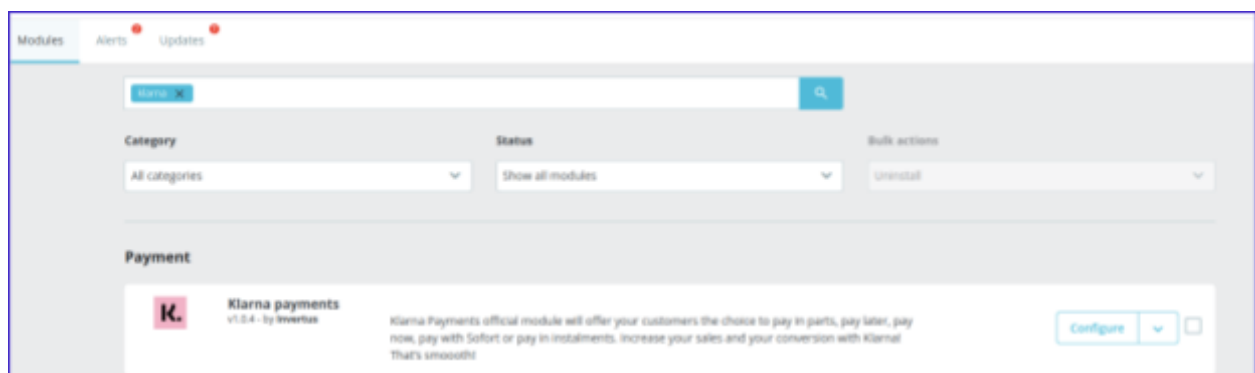 Modules Alerts Updates
klarna
Category Status Bulk actions
All categories Show all modules Uninstall
Payment
K.
Klarna payments
v1.0.4 - by Invertus
Klarna Payments official module will offer your customers the choice to pay in parts, pay later, pay
now, pay with Sofort or pay in instalments. Increase your sales and your conversion with Klarna!
That's smoooth!
Configure